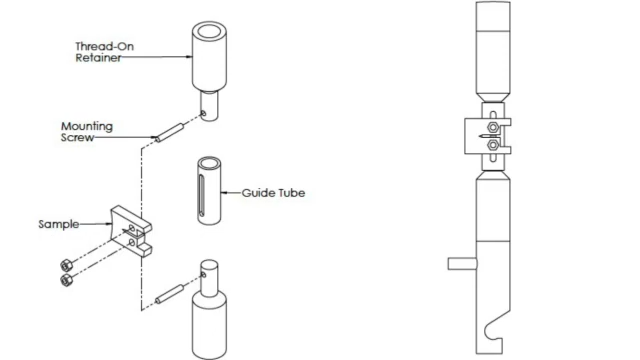 Thread-On
Retainer
Mounting
Screw
Guide Tube
Sample